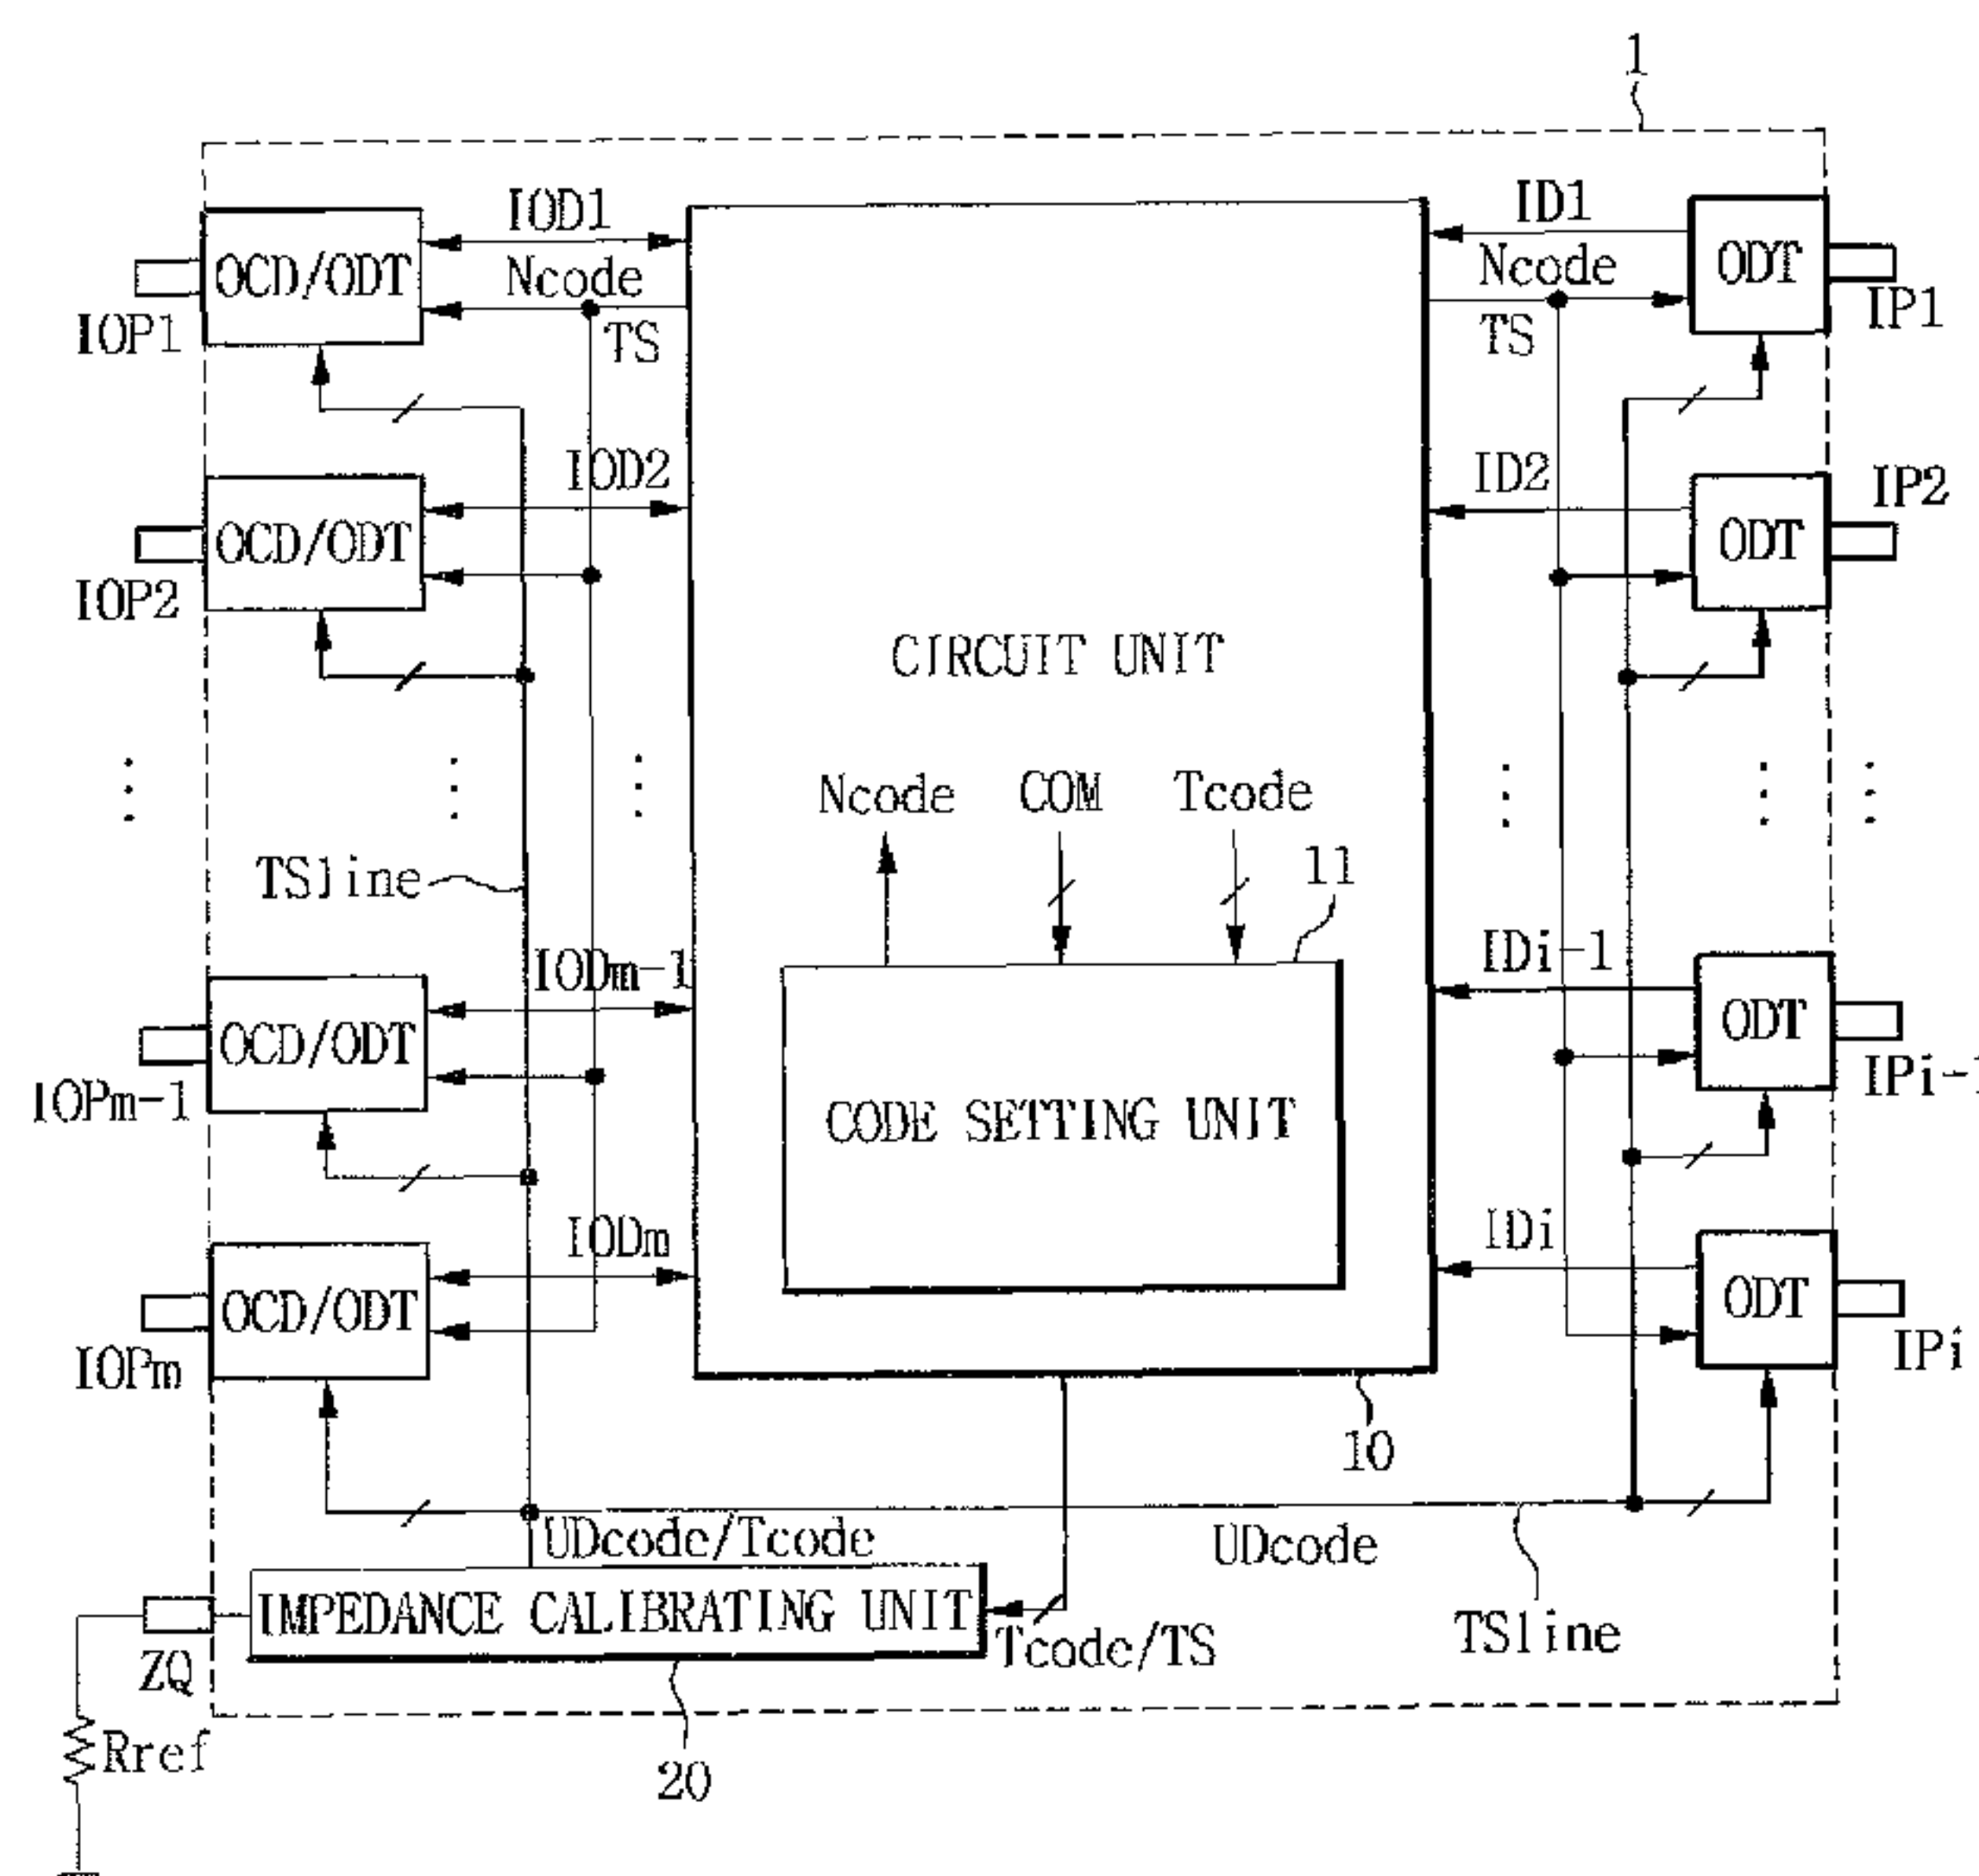 1
IOD1
ID1
OCD/ODT
Ncode
Ncode
ODT
IOP1
TS
TS
IP1
IOD2
ID2
IP2
OCD/ODT
ODT
IOP2
CIRCUIT UNIT
Ncode
COM
Tcode
TSline
11
IODm-1
IDi-1
OCD/ODT
ODT
IOPm-1
IPi-1
CODE SETTING UNIT
IODm
IDi
OCD/ODT
ODT
IOPm
IPi
10
UDcode/Tcode
UDcode
IMPEDANCE CALIBRATING UNIT
Tcode/TS
TSline
ZQ
Rref
20